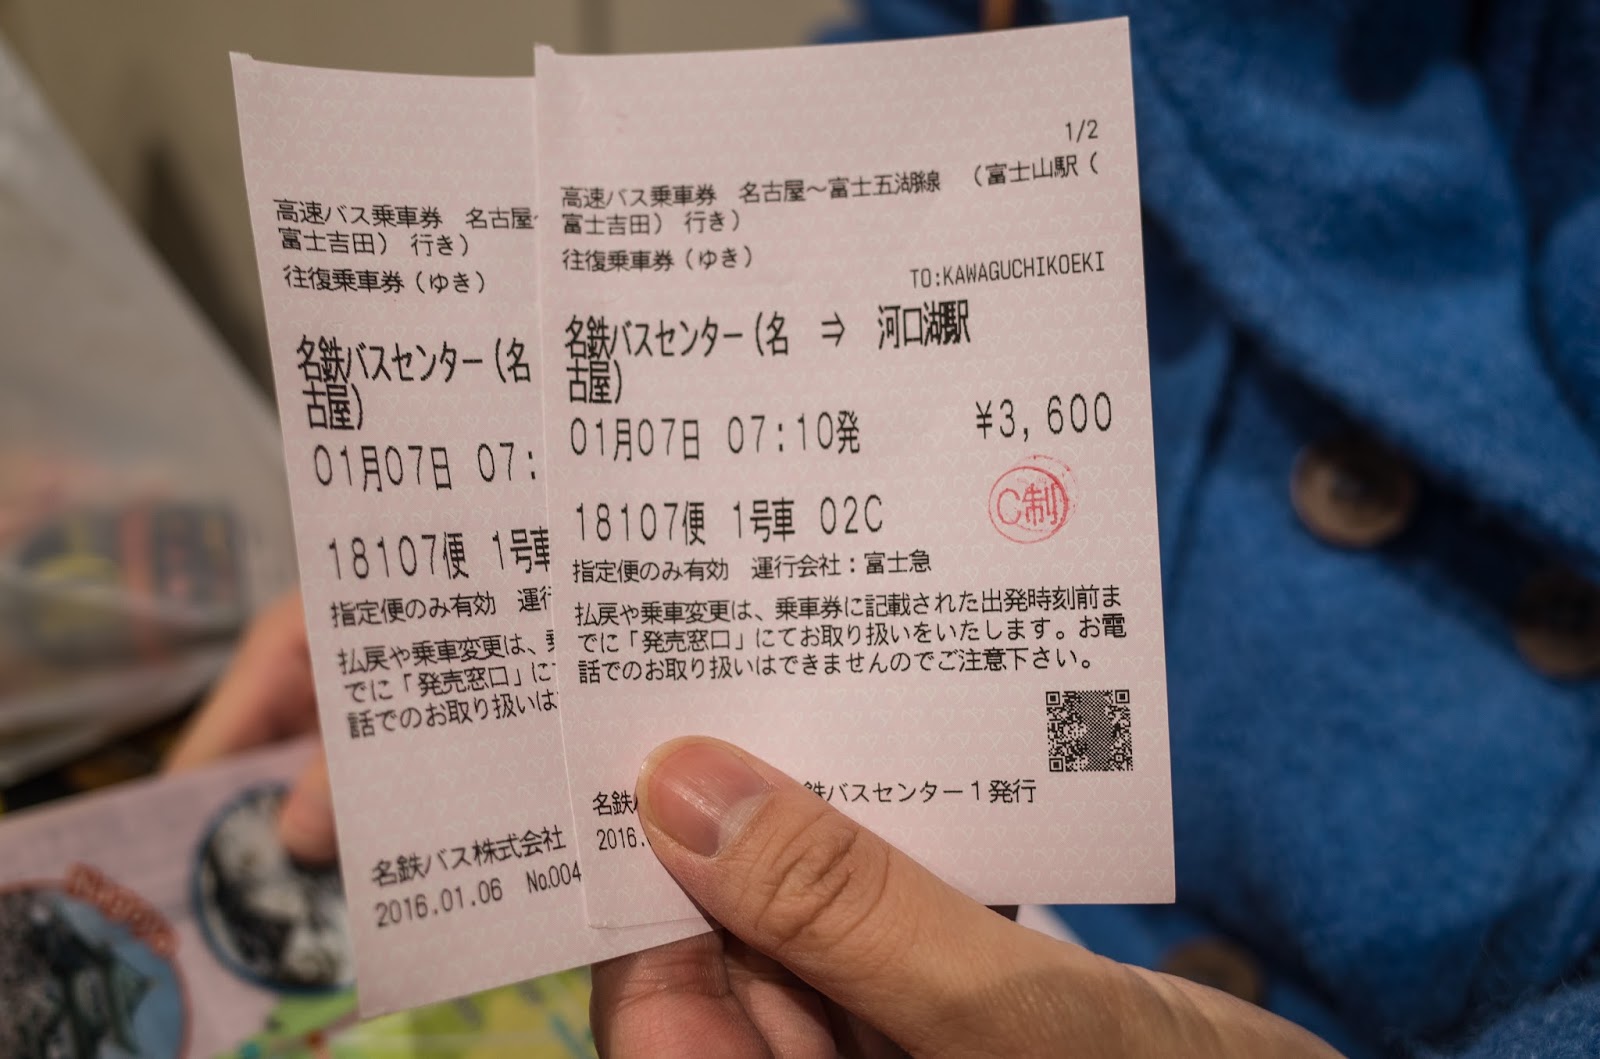 高速バス乗車券 名古屋~
富士吉田) 行き)
往復乗車券(ゆき)
名鉄バスセンター(名
古屋)
01月07日 07:
18107便 1号車
指定便のみ有効 運行
払戻や乗車変更は、
でに「発売窓口」に
話でのお取り扱いは
名鉄バス株式会社
2016.01.06 No.004
1/2
高速バス乗車券 名古屋~富士五湖線 (富士山駅(
富士吉田) 行き)
往復乗車券(ゆき)
TO:KAWAGUCHIKOEKI
名鉄バスセンター(名 ⇒ 河口湖駅
古屋)
01月07日 07:10発 ¥3,600
C制
18107便 1号車 02C
指定便のみ有効 運行会社:富士急
払戻や乗車変更は、乗車券に記載された出発時刻前ま
でに「発売窓口」にてお取り扱いをいたします。お電
話でのお取り扱いはできませんのでご注意下さい。
名鉄 鉄バスセンター1発行
2016.